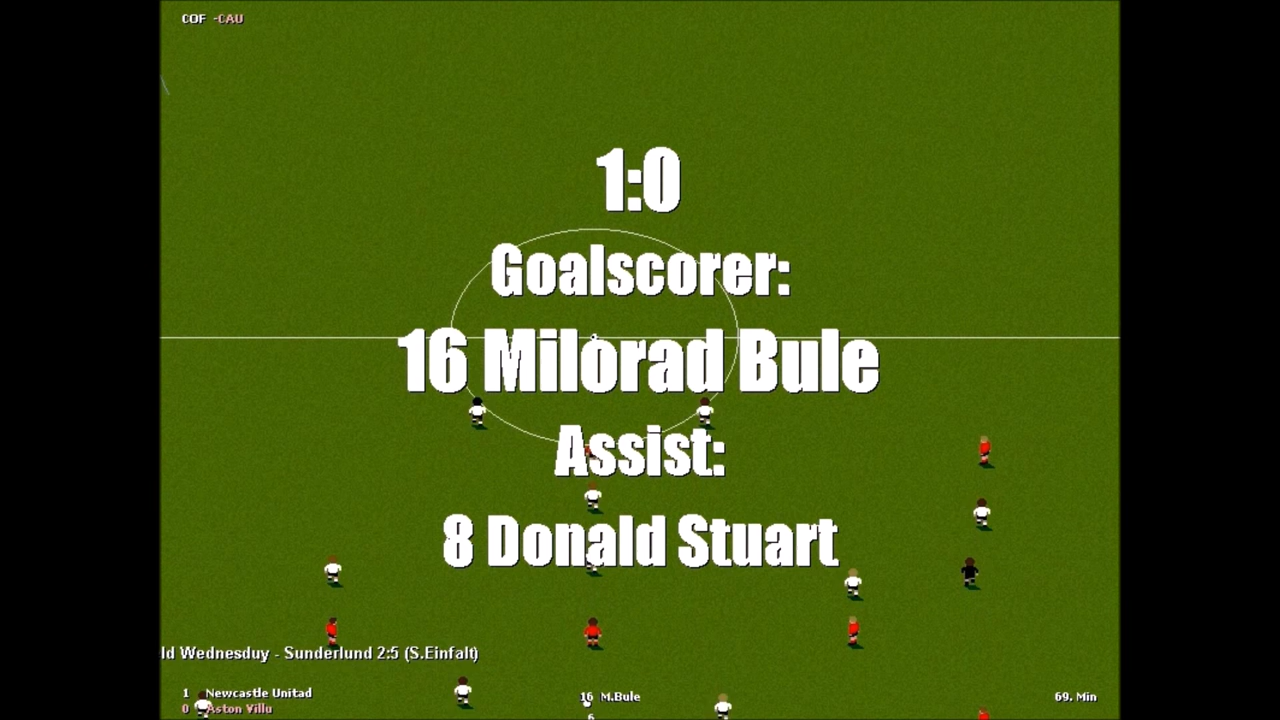 COF -CAU
1:0
Goalscorer:
16 Milorad Bule
Assist:
8 Donald Stuart
ld Wednesduy - Sunderlund 2:5 (S.Einfalt)
1 Newcastle Unitad
0 Aston Villu
16 M.Bule
6
69. Min